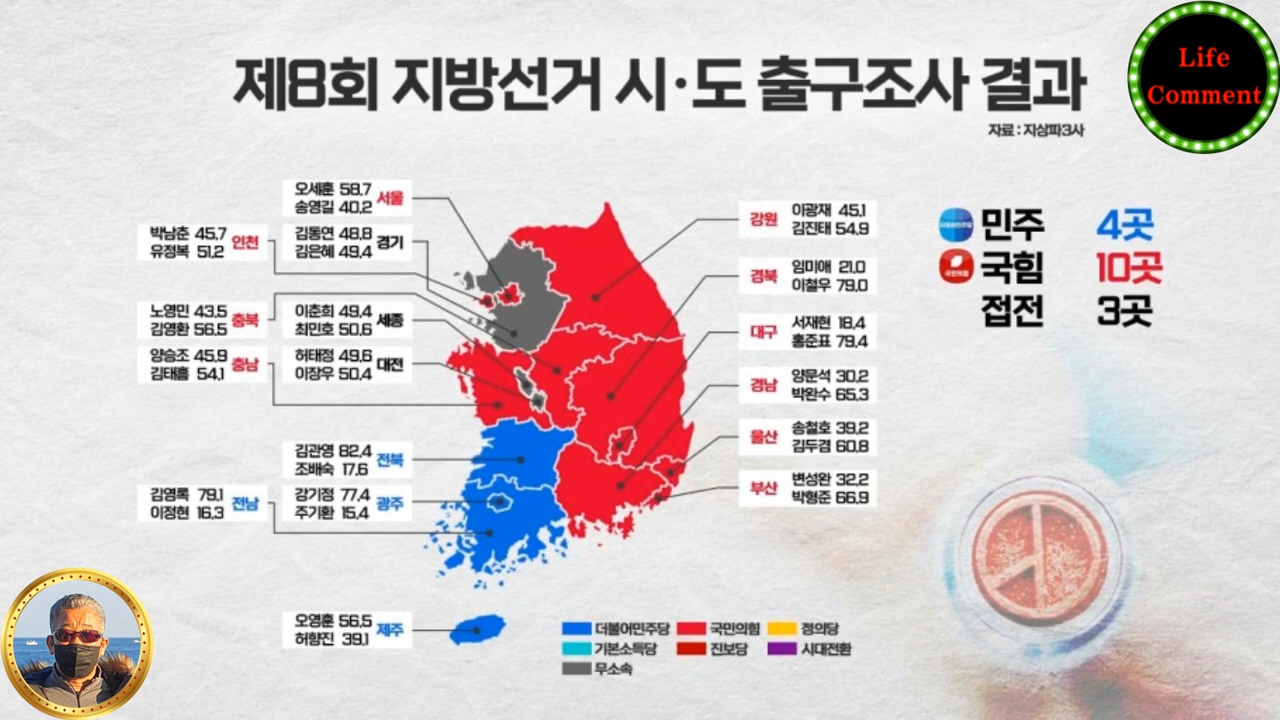 제8회 지방선거 시·도 출구조사 결과
자료 : 지상파3사
Life
Comment
오세훈 58.7
송영길 40.2
서울
박남춘 45.7
유정복 51.2
인천
김동연 48.8
김은혜 49.4
경기
노영민 43.5
김영환 56.5
충북
이춘희 49.4
최민호 50.6
세종
양승조 45.9
김태흠 54.1
충남
허태정 49.6
이장우 50.4
대전
김관영 82.4
조배숙 17.6
전북
김영록 79.1
이정현 16.3
전남
강기정 77.4
주기환 15.4
광주
오영훈 56.5
허향진 39.1
제주
강원
이광재 45.1
김진태 54.9
경북
임미애 21.0
이철우 79.0
대구
서재헌 18.4
홍준표 79.4
경남
양문석 30.2
박완수 65.3
울산
송철호 39.2
김두겸 60.8
부산
변성완 32.2
박형준 66.9
더불어민주당 민주 4곳
국민의힘 국힘 10곳
접전 3곳
더불어민주당 국민의힘 정의당
기본소득당 진보당 시대전환
무소속